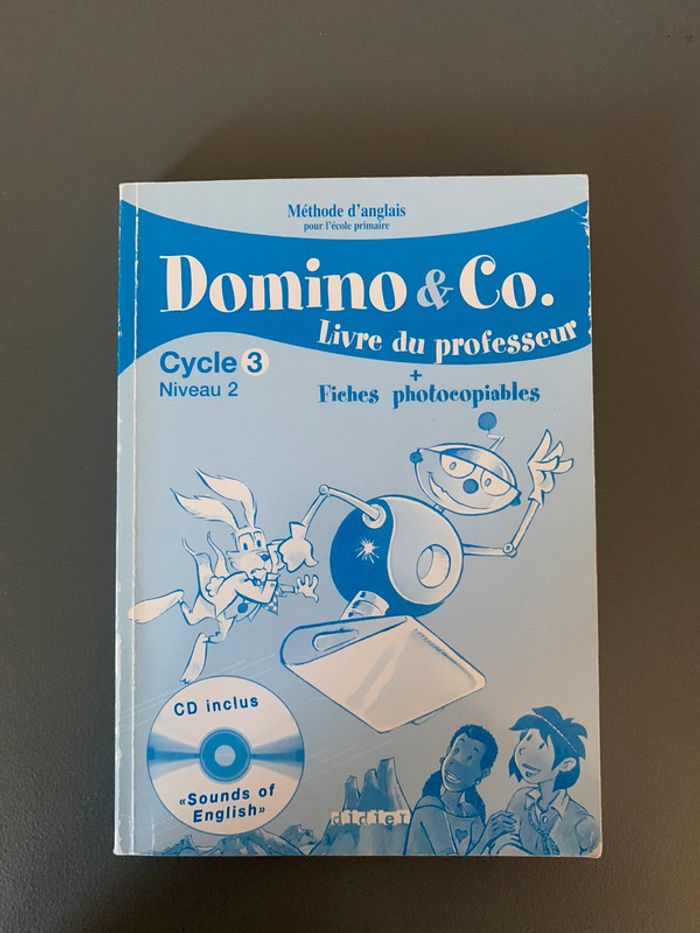 Méthode d'anglais
pour l'école primaire
Domino & Co.
Livre du professeur
+
Fiches photocopiables
Cycle 3
Niveau 2
CD inclus
«Sounds of
English»
didier